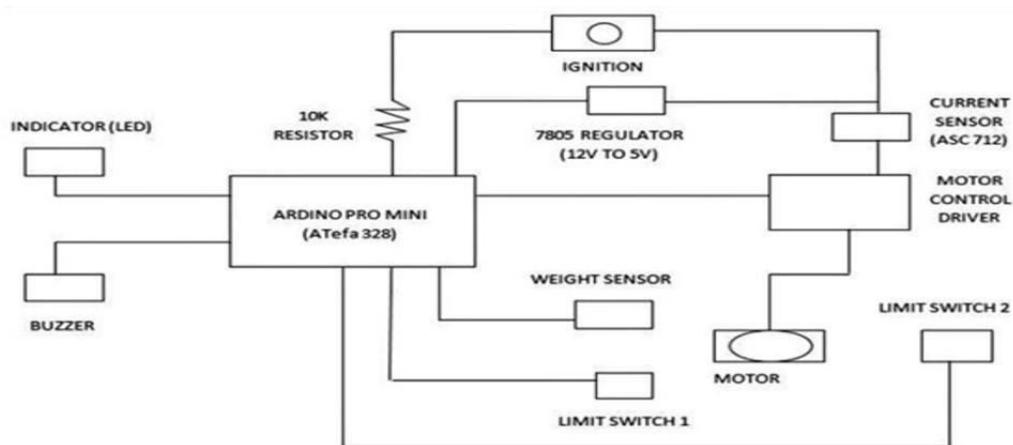 IGNITION
10K
RESISTOR
INDICATOR (LED)
7805 REGULATOR
(12V TO 5V)
CURRENT
SENSOR
(ASC 712)
ARDINO PRO MINI
(ATefa 328)
MOTOR
CONTROL
DRIVER
WEIGHT SENSOR
LIMIT SWITCH 2
BUZZER
MOTOR
LIMIT SWITCH 1